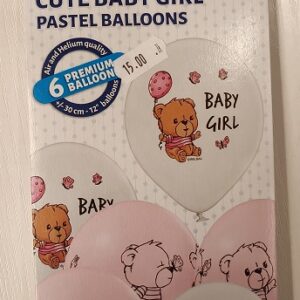 CUTE BABY GIRL
PASTEL BALLOONS
Air and Helium quality
6 PREMIUM
BALLOON
+/- 30 cm - 12" balloons
15.00
BABY
GIRL
BABY